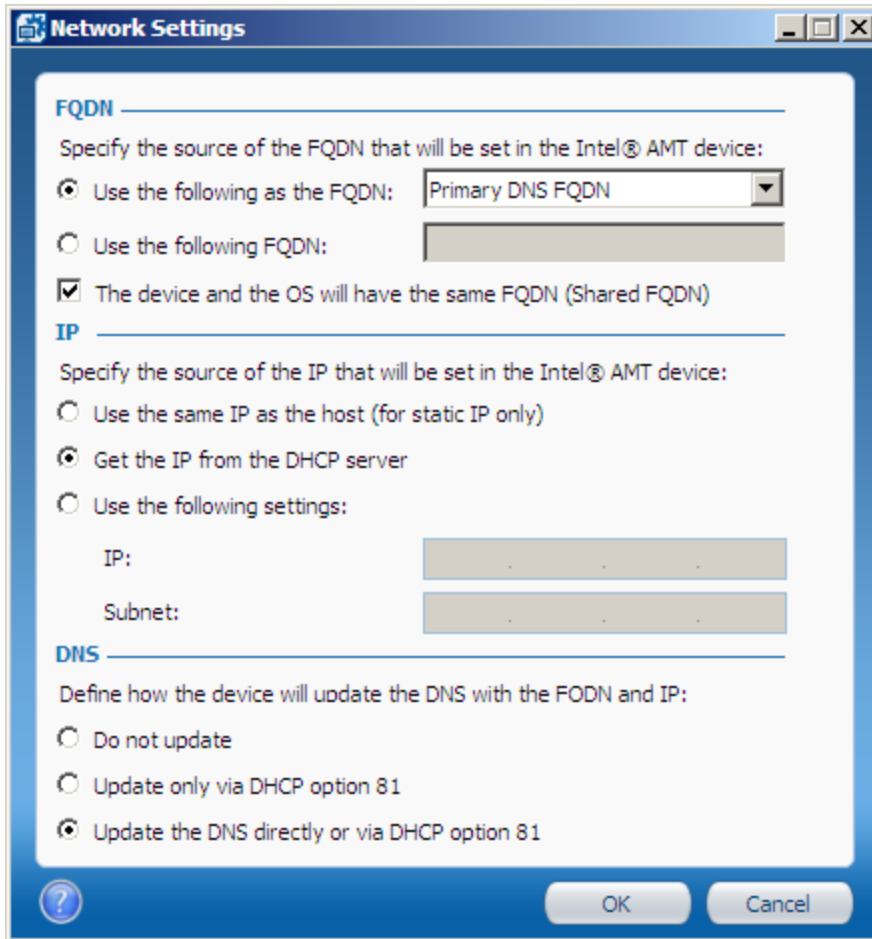 Network Settings
FQDN
Specify the source of the FQDN that will be set in the Intel® AMT device:
Use the following as the FQDN: Primary DNS FQDN
Use the following FQDN:
The device and the OS will have the same FQDN (Shared FQDN)
IP
Specify the source of the IP that will be set in the Intel® AMT device:
Use the same IP as the host (for static IP only)
Get the IP from the DHCP server
Use the following settings:
IP: . . .
Subnet: . . .
DNS
Define how the device will update the DNS with the FQDN and IP:
Do not update
Update only via DHCP option 81
Update the DNS directly or via DHCP option 81
? OK Cancel